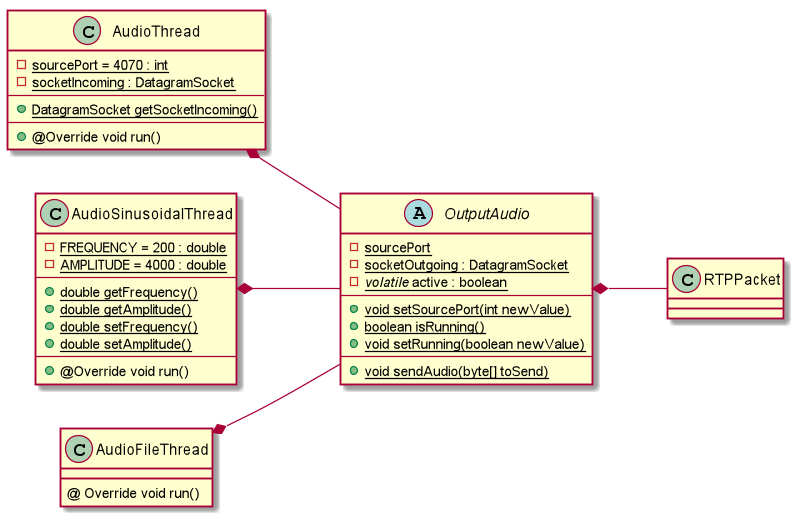 C AudioThread
sourcePort = 4070 : int
socketIncoming : DatagramSocket
DatagramSocket getSocketIncoming()
@Override void run()
C AudioSinusoidalThread
FREQUENCY = 200 : double
AMPLITUDE = 4000 : double
double getFrequency()
double getAmplitude()
double setFrequency()
double setAmplitude()
@Override void run()
C AudioFileThread
@ Override void run()
A OutputAudio
sourcePort
socketOutgoing : DatagramSocket
volatile active : boolean
void setSourcePort(int newValue)
boolean isRunning()
void setRunning(boolean newValue)
void sendAudio(byte[] toSend)
C RTPPacket